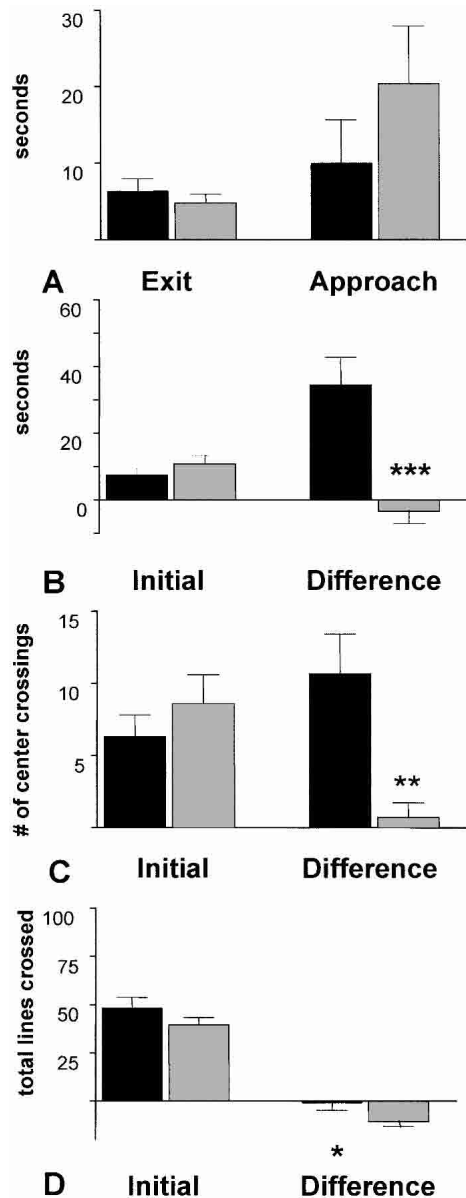 30
20
10
seconds
A Exit Approach
60
40
20
0
seconds
***
B Initial Difference
15
10
5
# of center crossings
**
C Initial Difference
100
75
50
25
total lines crossed
*
D Initial Difference